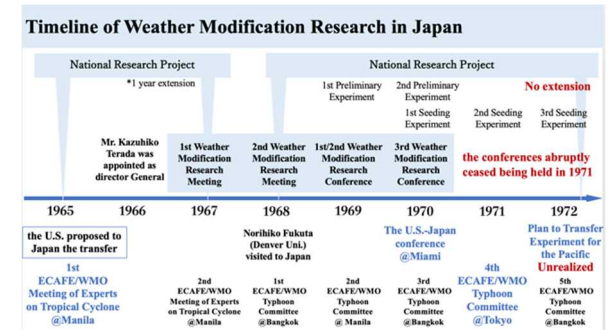 Timeline of Weather Modification Research in Japan
National Research Project
National Research Project
*1 year extension
1st Preliminary
Experiment
2nd Preliminary
Experiment
No extension
1st Seeding
Experiment
2nd Seeding
Experiment
3rd Seeding
Experiment
Mr. Kazuhiko
Terada was
appointed as
director General
1st Weather
Modification
Research
Meeting
2nd Weather
Modification
Research
Meeting
1st/2nd Weather
Modification
Research
Conference
3rd Weather
Modification
Research
Conference
the conferences abruptly
ceased being held in 1971
1965
1966
1967
1968
1969
1970
1971
1972
the U.S. proposed to
Japan the transfer
1st
ECAFE/WMO
Meeting of Experts
on Tropical Cyclone
@Manila
2nd
ECAFE/WMO
Meeting of Experts
on Tropical Cyclone
@Manila
Norihiko Fukuta
(Denver Uni.)
visited to Japan
1st
ECAFE/WMO
Typhoon
Committee
@Bangkok
2nd
ECAFE/WMO
Typhoon
Committee
@ Manila
The U.S.-Japan
conference
@Miami
3rd
ECAFE/WMO
Typhoon
Committee
@Bangkok
4th
ECAFE/WMO
Typhoon
Committee
@Tokyo
Plan to Transfer
Experiment for
the Pacific
Unrealized
5th
ECAFE/WMO
Typhoon
Committee
@Bangkok